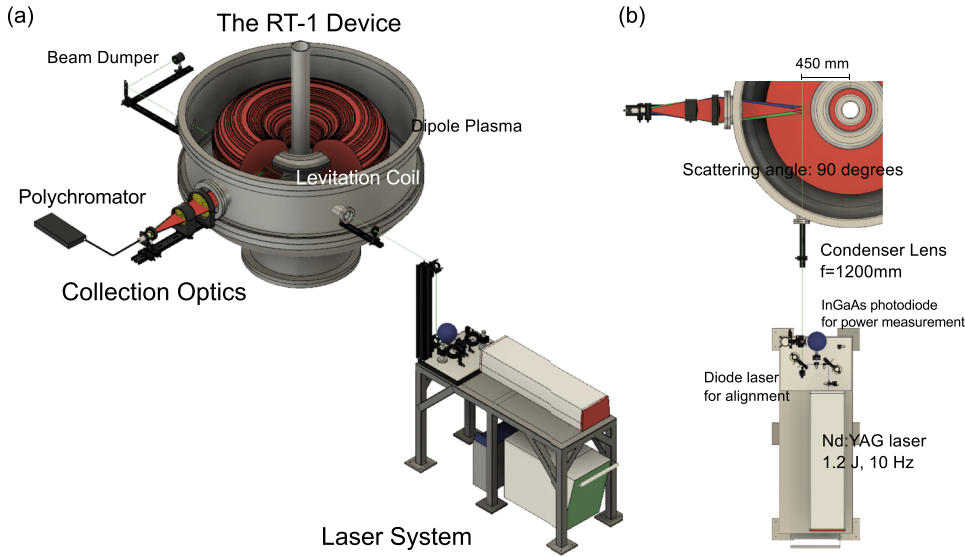 (a)
The RT-1 Device
Beam Dumper
Dipole Plasma
Levitation Coil
Polychromator
Collection Optics
Laser System
(b)
450 mm
Scattering angle: 90 degrees
Condenser Lens
f=1200mm
InGaAs photodiode
for power measurement
Diode laser
for alignment
Nd:YAG laser
1.2 J, 10 Hz